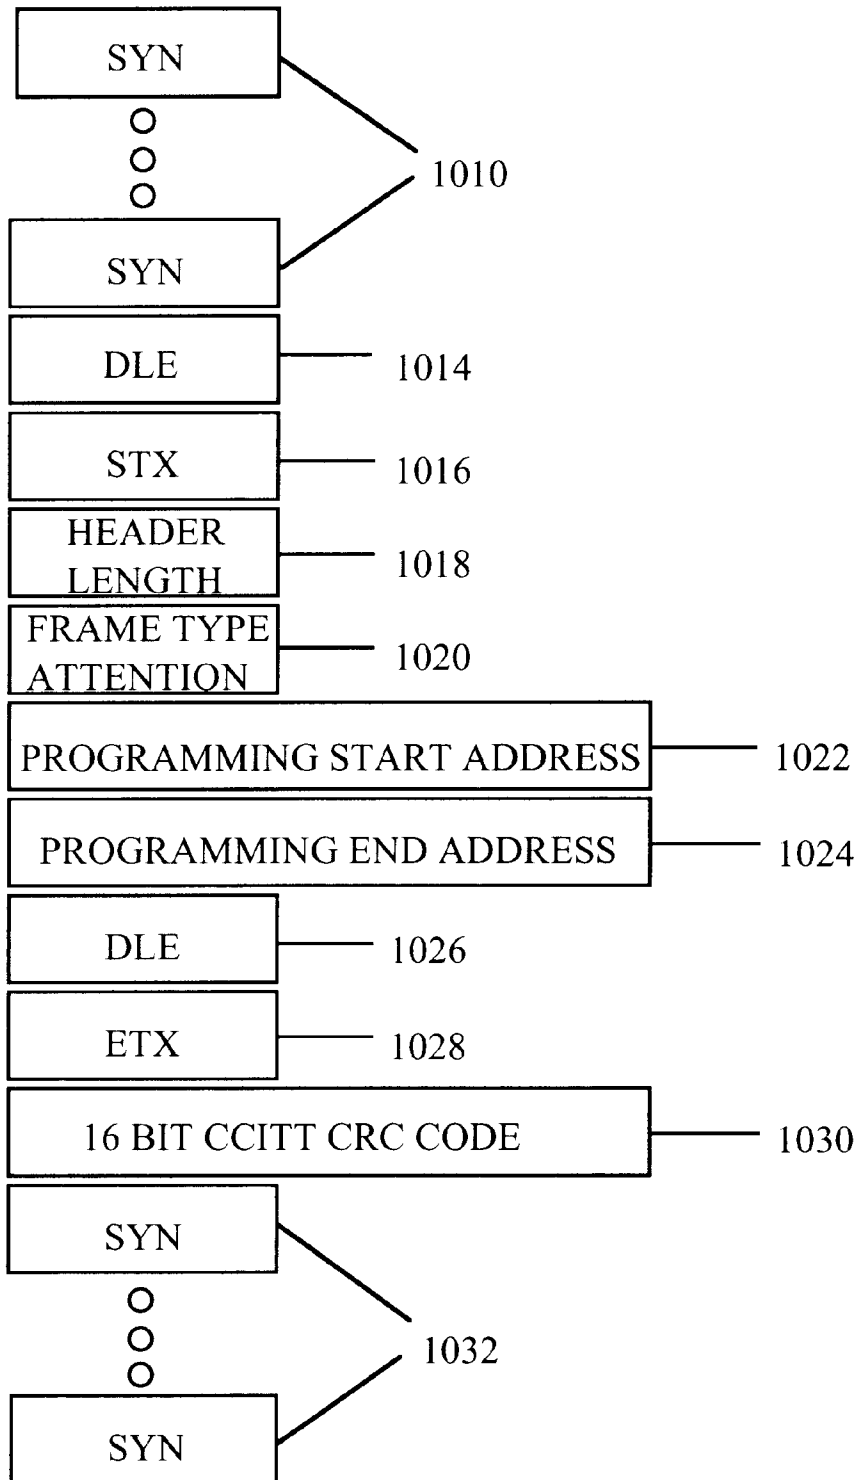 SYN
1010
SYN
DLE 1014
STX 1016
HEADER
LENGTH 1018
FRAME TYPE
ATTENTION 1020
PROGRAMMING START ADDRESS 1022
PROGRAMMING END ADDRESS 1024
DLE 1026
ETX 1028
16 BIT CCITT CRC CODE 1030
SYN
1032
SYN